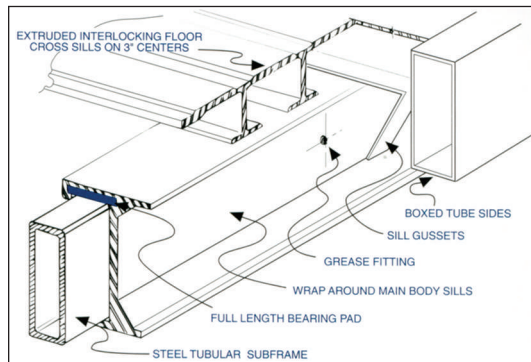 EXTRUDED INTERLOCKING FLOOR
CROSS SILLS ON 3" CENTERS
BOXED TUBE SIDES
SILL GUSSETS
GREASE FITTING
WRAP AROUND MAIN BODY SILLS
FULL LENGTH BEARING PAD
STEEL TUBULAR SUBFRAME